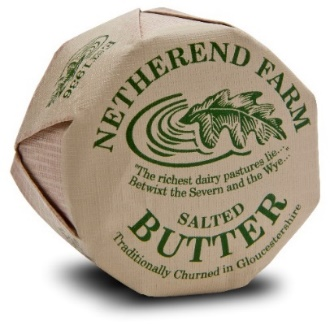 NETHEREND FARM
"The richest dairy pastures lie...
Betwixt the Severn and the Wye..."
SALTED
BUTTER
Traditionally Churned in Gloucestershire